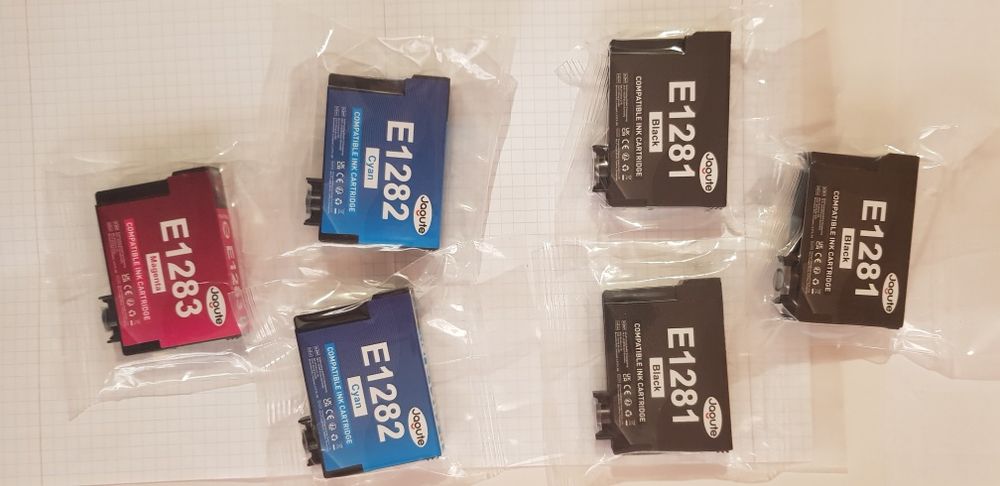 Jagute
E1283
Magenta
COMPATIBLE INK CARTRIDGE
Jagute
E1282
Cyan
COMPATIBLE INK CARTRIDGE
Jagute
E1282
Cyan
COMPATIBLE INK CARTRIDGE
Jagute
E1281
Black
COMPATIBLE INK CARTRIDGE
Jagute
E1281
Black
COMPATIBLE INK CARTRIDGE
Jagute
E1281
Black
COMPATIBLE INK CARTRIDGE